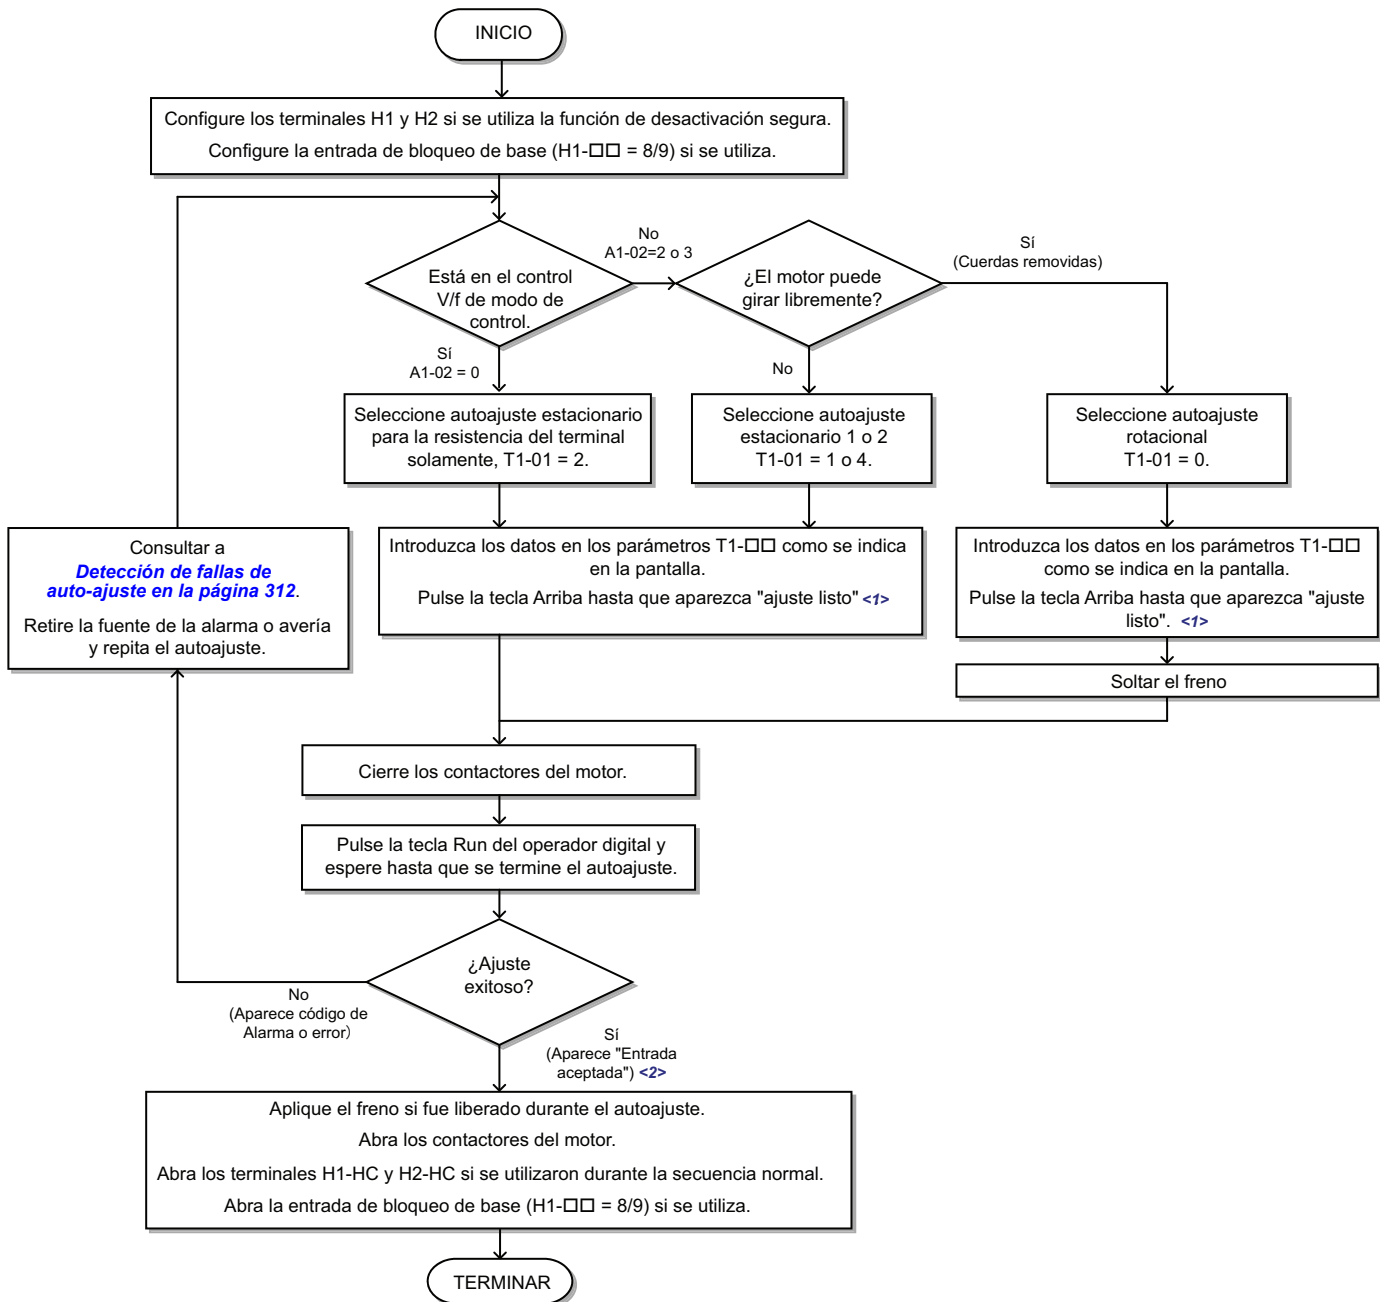 INICIO
Configure los terminales H1 y H2 si se utiliza la función de desactivación segura.
Configure la entrada de bloqueo de base (H1-□□ = 8/9) si se utiliza.
Está en el control
V/f de modo de
control.
No
A1-02=2 o 3
¿El motor puede
girar libremente?
Sí
(Cuerdas removidas)
Sí
A1-02 = 0
No
Seleccione autoajuste estacionario
para la resistencia del terminal
solamente, T1-01 = 2.
Seleccione autoajuste
estacionario 1 o 2
T1-01 = 1 o 4.
Seleccione autoajuste
rotacional
T1-01 = 0.
Consultar a
Detección de fallas de
auto-ajuste en la página 312.
Retire la fuente de la alarma o avería
y repita el autoajuste.
Introduzca los datos en los parámetros T1-□□ como se indica
en la pantalla.
Pulse la tecla Arriba hasta que aparezca "ajuste listo" <1>
Introduzca los datos en los parámetros T1-□□
como se indica en la pantalla.
Pulse la tecla Arriba hasta que aparezca "ajuste
listo". <1>
Soltar el freno
Cierre los contactores del motor.
Pulse la tecla Run del operador digital y
espere hasta que se termine el autoajuste.
¿Ajuste
exitoso?
No
(Aparece código de
Alarma o error)
Sí
(Aparece "Entrada
aceptada") <2>
Aplique el freno si fue liberado durante el autoajuste.
Abra los contactores del motor.
Abra los terminales H1-HC y H2-HC si se utilizaron durante la secuencia normal.
Abra la entrada de bloqueo de base (H1-□□ = 8/9) si se utiliza.
TERMINAR